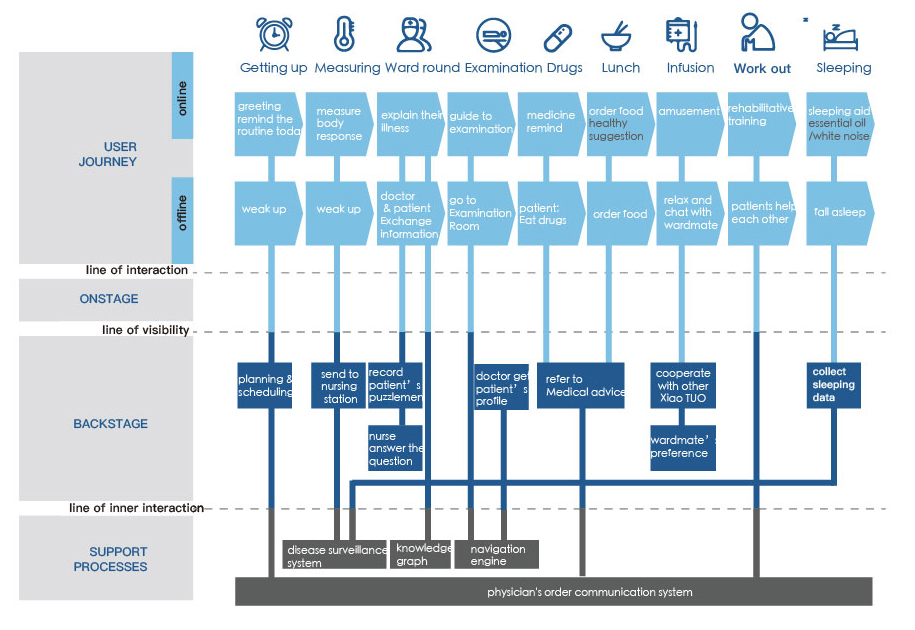 Getting up Measuring Ward round Examination Drugs Lunch Infusion Work out Sleeping
USER
JOURNEY
online
greeting
remind the
routine today
measure
body
response
explain their
illness
guide to
examination
medicine
remind
order food
healthy
suggestion
amusement
rehabilitative
training
sleeping aid
essential oil
/white noise
offline
weak up
weak up
doctor
& patient
Exchange
information
go to
Examination
Room
patient:
Eat drugs
order food
relax and
chat with
wardmate
patients help
each other
fall asleep
line of interaction
ONSTAGE
line of visibility
BACKSTAGE
planning &
scheduling
send to
nursing
station
record
patient' s
puzzlemen
nurse
answer the
question
doctor get
patient' s
profile
refer to
Medical advice
cooperate
with other
Xiao TUO
wardmate' s
preference
collect
sleeping
data
line of inner interaction
SUPPORT
PROCESSES
disease surveillance
system
knowledge
graph
navigation
engine
physician's order communication system